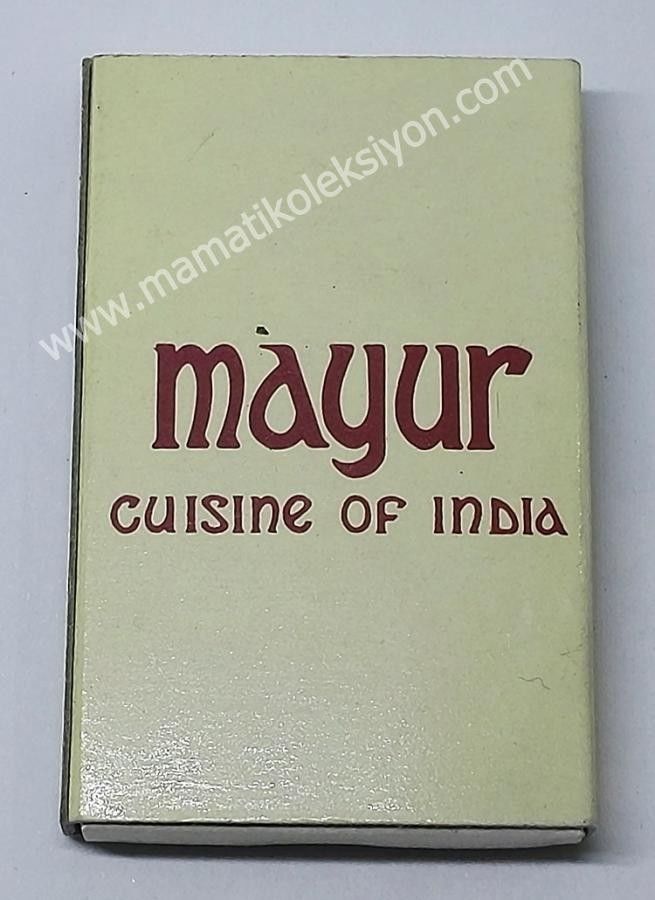 www.mamatikoleksiyon.com
mayur
CUISINE OF INDIA